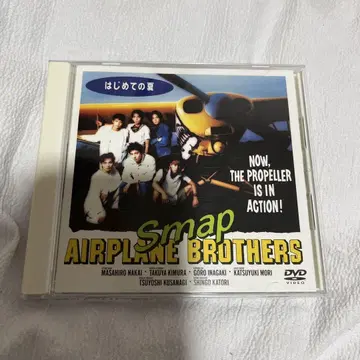 はじめての夏
NOW,
THE PROPELLER
IS IN
ACTION!
Smap
AIRPLANE BROTHERS
MASAHIRO NAKAI · TAKUYA KIMURA · GORO INAGAKI · KATSUYUKI MORI
TSUYOSHI KUSANAGI · SHINGO KATORI
DVD
VIDEO